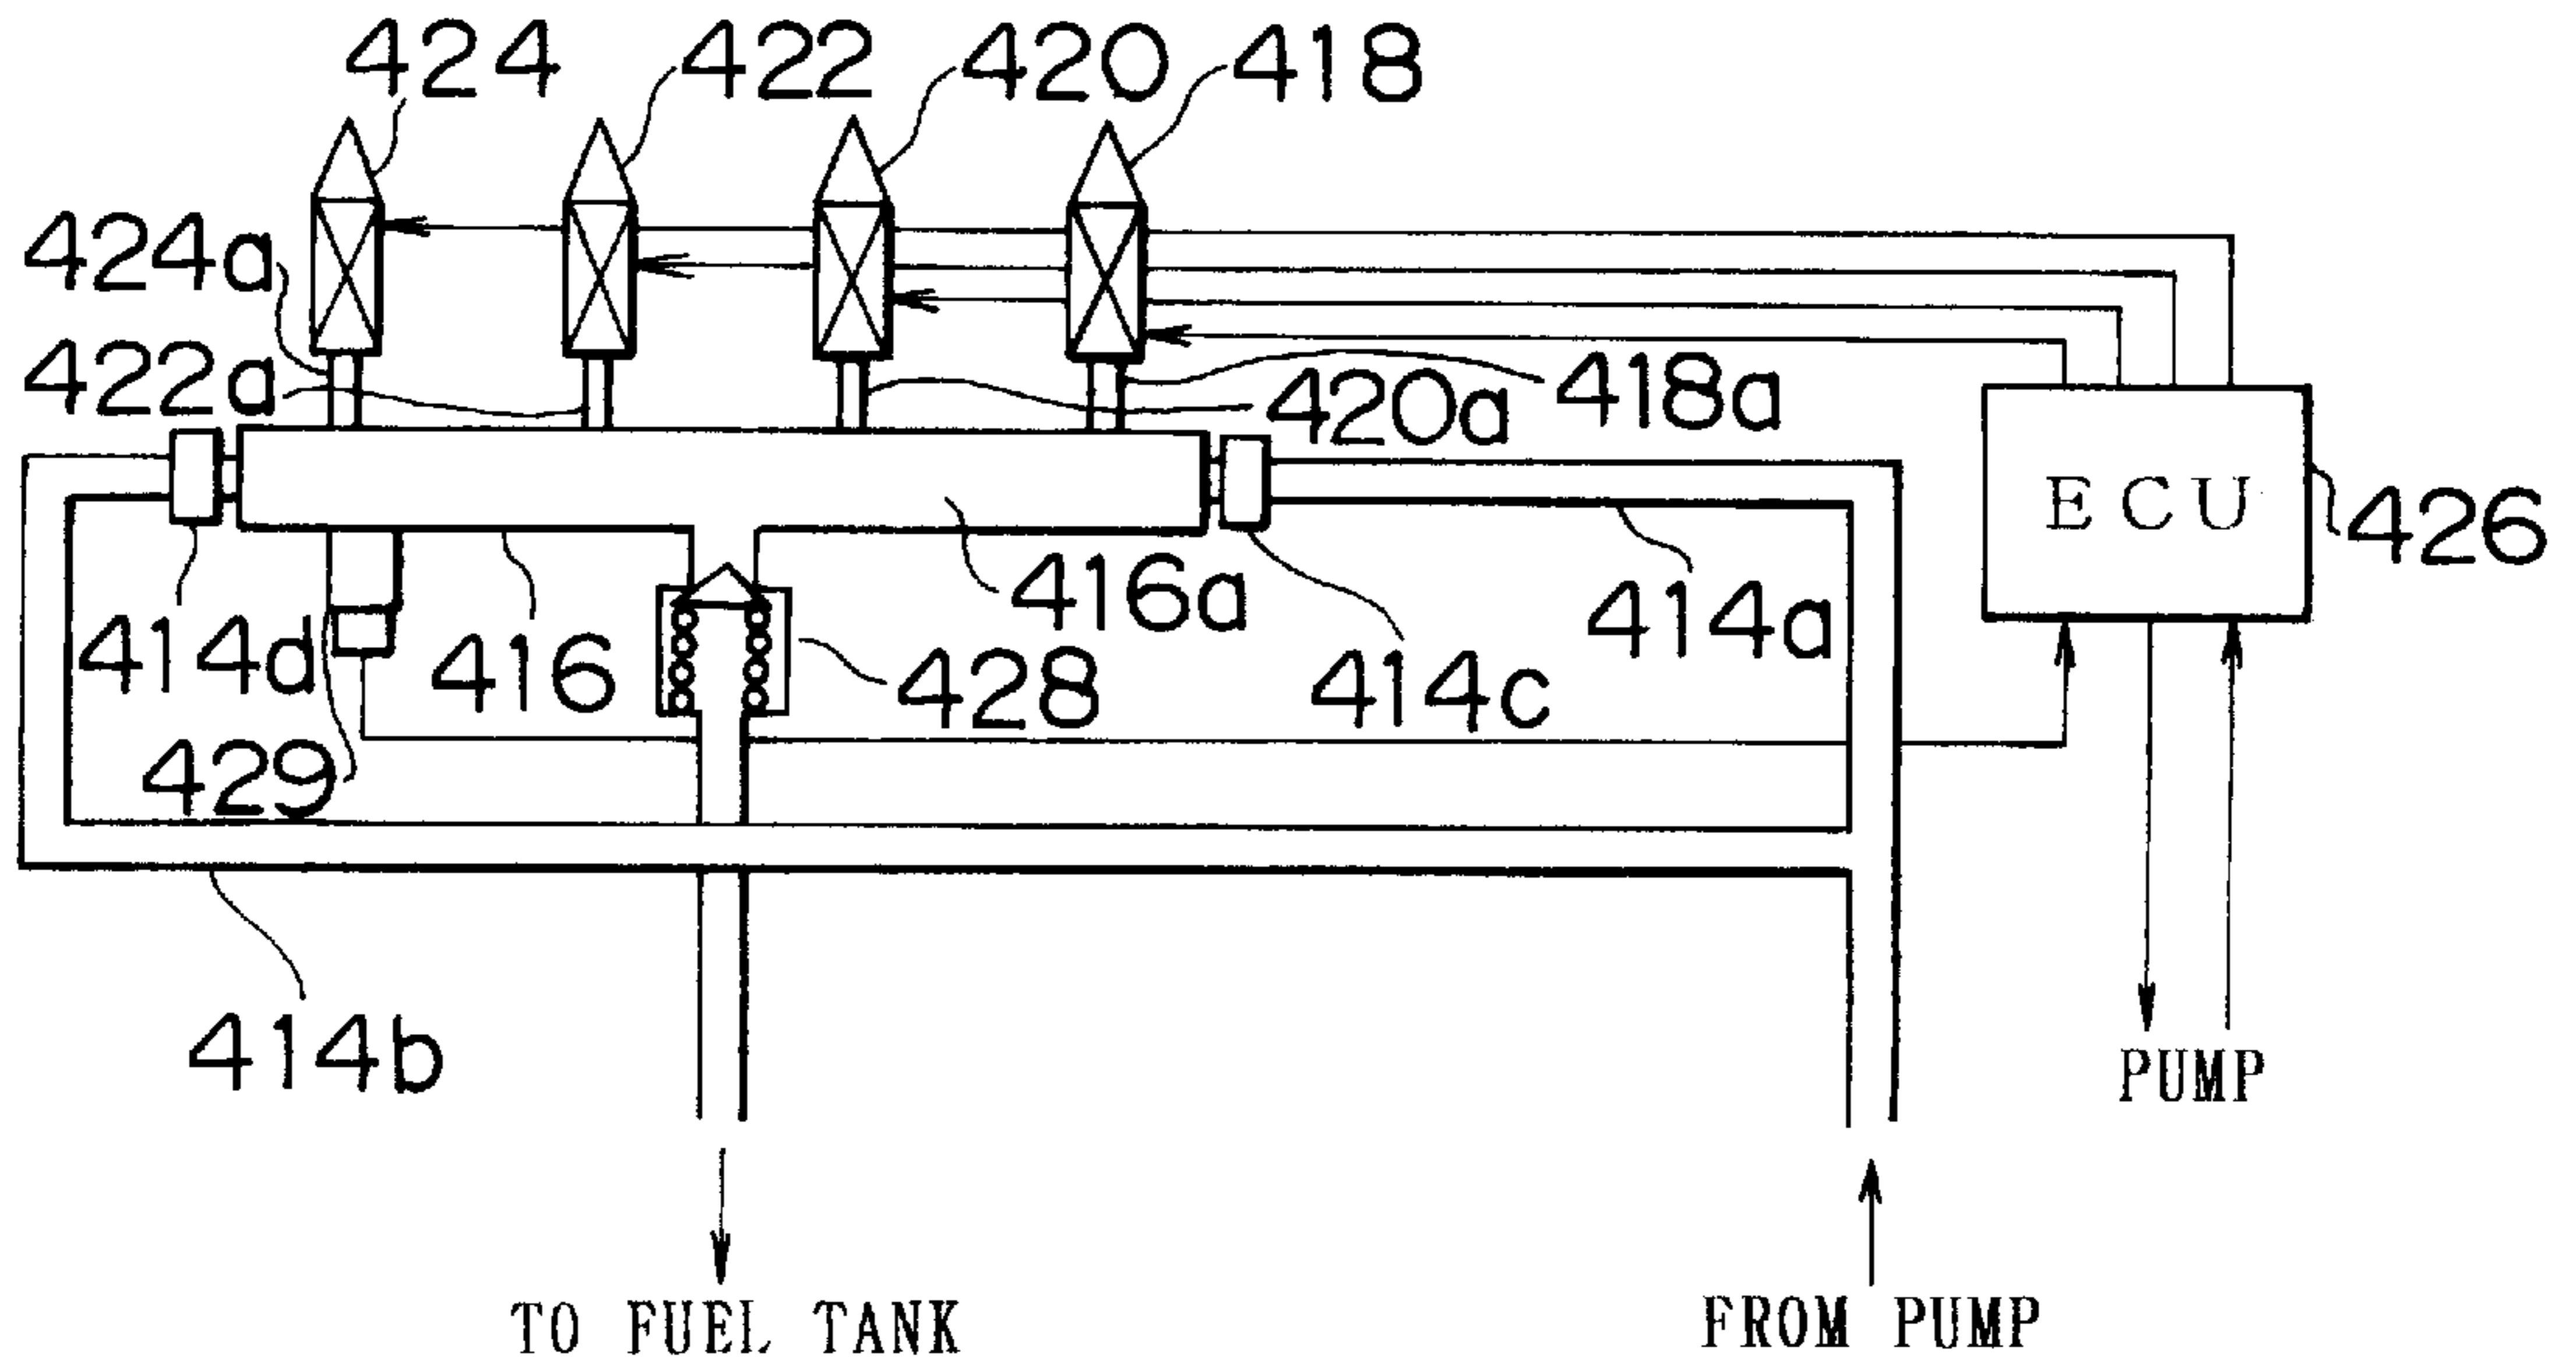 424 422 420 418
424a
422a 420a 418a
ECU 426
416a 414a
414d 416 428 414c
429
414b
PUMP
TO FUEL TANK FROM PUMP